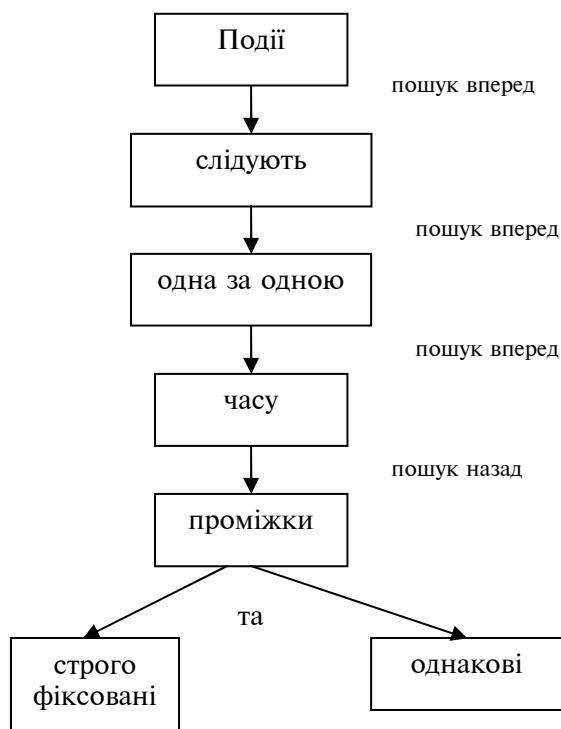 Події
пошук вперед
слідують
пошук вперед
одна за одною
пошук вперед
часу
пошук назад
проміжки
та
строго
фіксовані
однакові